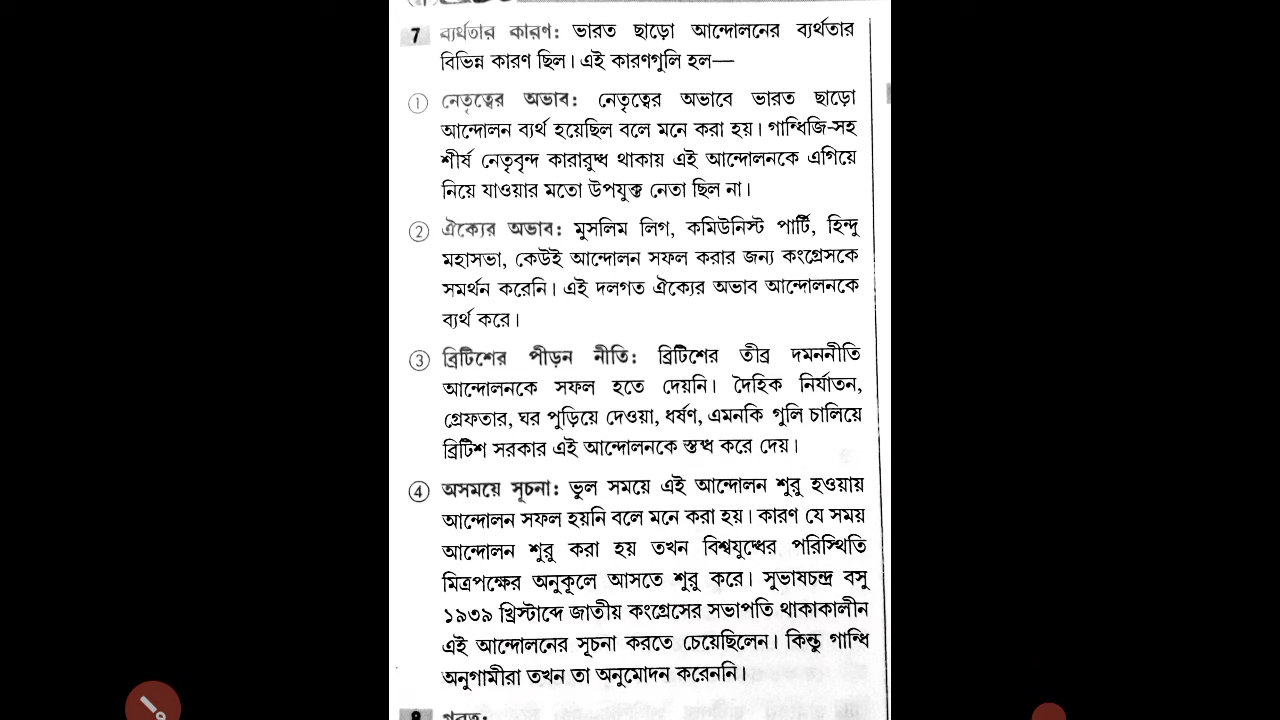 7 ব্যর্থতার কারণ: ভারত ছাড়ো আন্দোলনের ব্যর্থতার
বিভিন্ন কারণ ছিল। এই কারণগুলি হল—
① নেতৃত্বের অভাব: নেতৃত্বের অভাবে ভারত ছাড়ো
আন্দোলন ব্যর্থ হয়েছিল বলে মনে করা হয়। গান্ধিজি-সহ
শীর্ষ নেতৃবৃন্দ কারারুদ্ধ থাকায় এই আন্দোলনকে এগিয়ে
নিয়ে যাওয়ার মতো উপযুক্ত নেতা ছিল না।
② ঐক্যের অভাব: মুসলিম লিগ, কমিউনিস্ট পার্টি, হিন্দু
মহাসভা, কেউই আন্দোলন সফল করার জন্য কংগ্রেসকে
সমর্থন করেনি। এই দলগত ঐক্যের অভাব আন্দোলনকে
ব্যর্থ করে।
③ ব্রিটিশের পীড়ন নীতি: ব্রিটিশের তীব্র দমননীতি
আন্দোলনকে সফল হতে দেয়নি। দৈহিক নির্যাতন,
গ্রেফতার, ঘর পুড়িয়ে দেওয়া, ধর্ষণ, এমনকি গুলি চালিয়ে
ব্রিটিশ সরকার এই আন্দোলনকে স্তব্ধ করে দেয়।
④ অসময়ে সূচনা: ভুল সময়ে এই আন্দোলন শুরু হওয়ায়
আন্দোলন সফল হয়নি বলে মনে করা হয়। কারণ যে সময়
আন্দোলন শুরু করা হয় তখন বিশ্বযুদ্ধের পরিস্থিতি
মিত্রপক্ষের অনুকূলে আসতে শুরু করে। সুভাষচন্দ্র বসু
১৯৩৯ খ্রিস্টাব্দে জাতীয় কংগ্রেসের সভাপতি থাকাকালীন
এই আন্দোলনের সূচনা করতে চেয়েছিলেন। কিন্তু গান্ধি
অনুগামীরা তখন তা অনুমোদন করেননি।